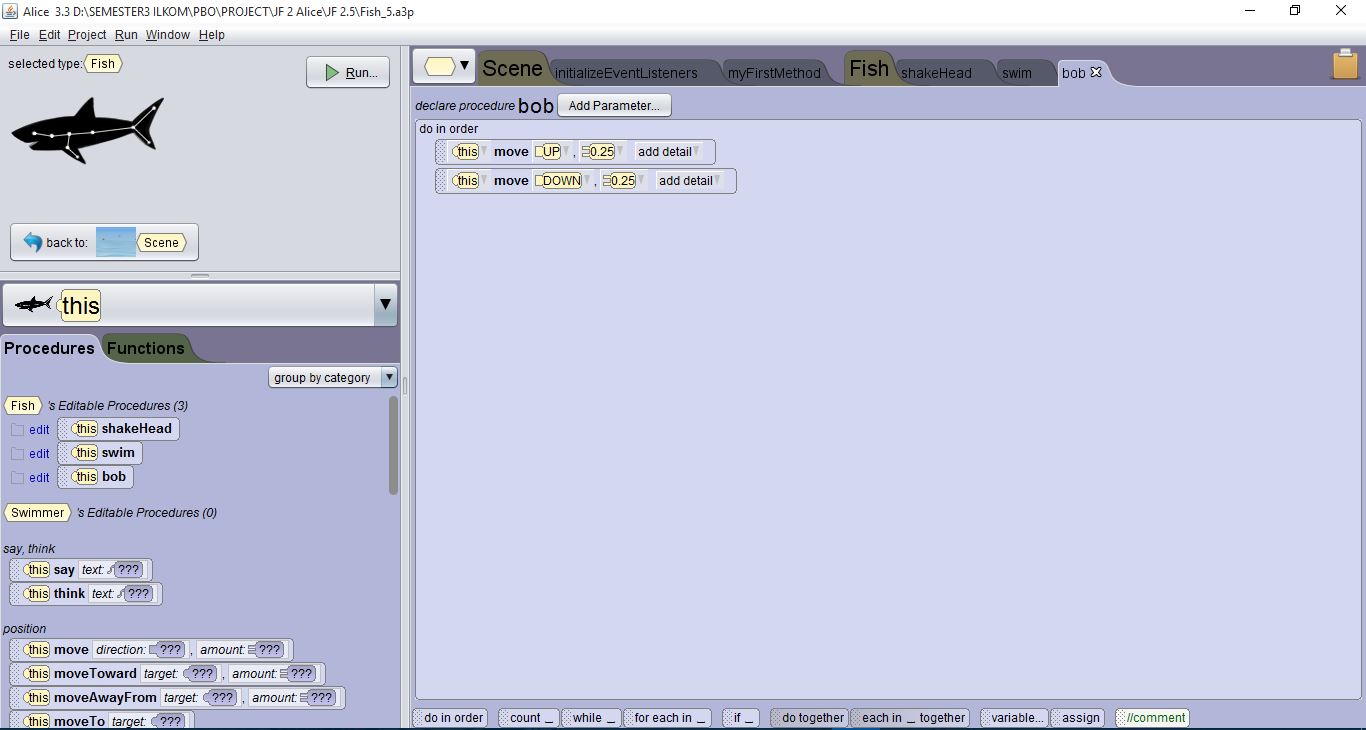 Alice 3.3 D:\SEMESTER3 ILKOM\PBO\PROJECT\JF 2 Alice\JF 2.5\Fish_5.a3p
File Edit Project Run Window Help
selected type: Fish
Run...
back to: Scene
this
Procedures Functions
group by category
Fish 's Editable Procedures (3)
edit this shakeHead
edit this swim
edit this bob
Swimmer 's Editable Procedures (0)
say, think
this say text: ???
this think text: ???
position
this move direction: ??? , amount: ???
this moveToward target: ??? , amount: ???
this moveAwayFrom target: ??? , amount: ???
this moveTo target: ???
Scene initializeEventListeners myFirstMethod Fish shakeHead swim bob
declare procedure bob Add Parameter...
do in order
this move UP , 0.25 add detail
this move DOWN , 0.25 add detail
do in order count _ while _ for each in _ if _ do together each in _ together variable... assign //comment